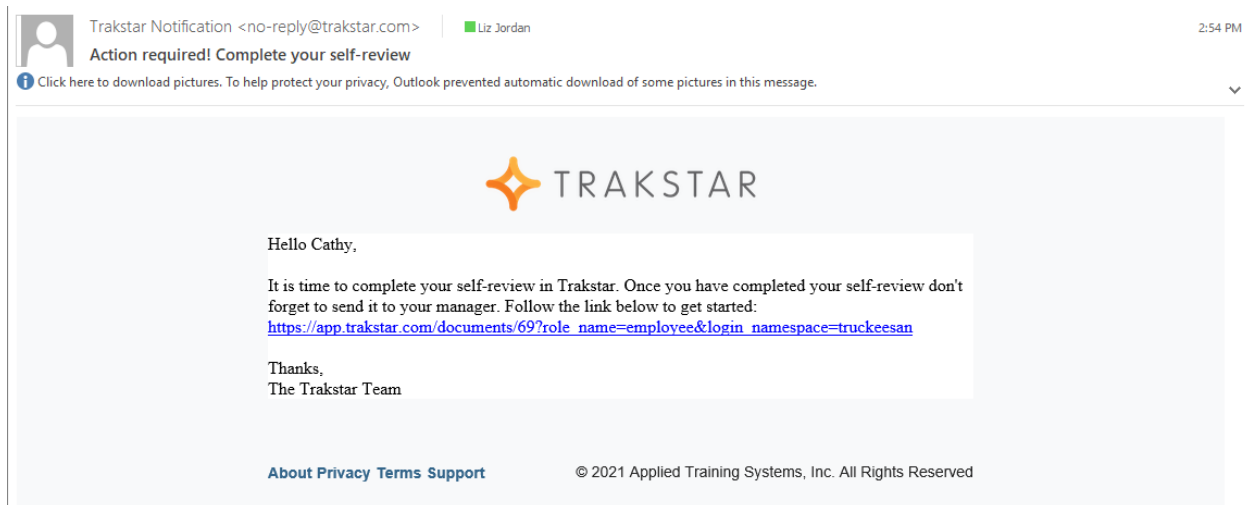 Trakstar Notification <no-reply@trakstar.com> Liz Jordan 2:54 PM
Action required! Complete your self-review
Click here to download pictures. To help protect your privacy, Outlook prevented automatic download of some pictures in this message.
TRAKSTAR
Hello Cathy,
It is time to complete your self-review in Trakstar. Once you have completed your self-review don't
forget to send it to your manager. Follow the link below to get started:
https://app.trakstar.com/documents/69?role_name=employee&login_namespace=truckeesan
Thanks,
The Trakstar Team
About Privacy Terms Support © 2021 Applied Training Systems, Inc. All Rights Reserved